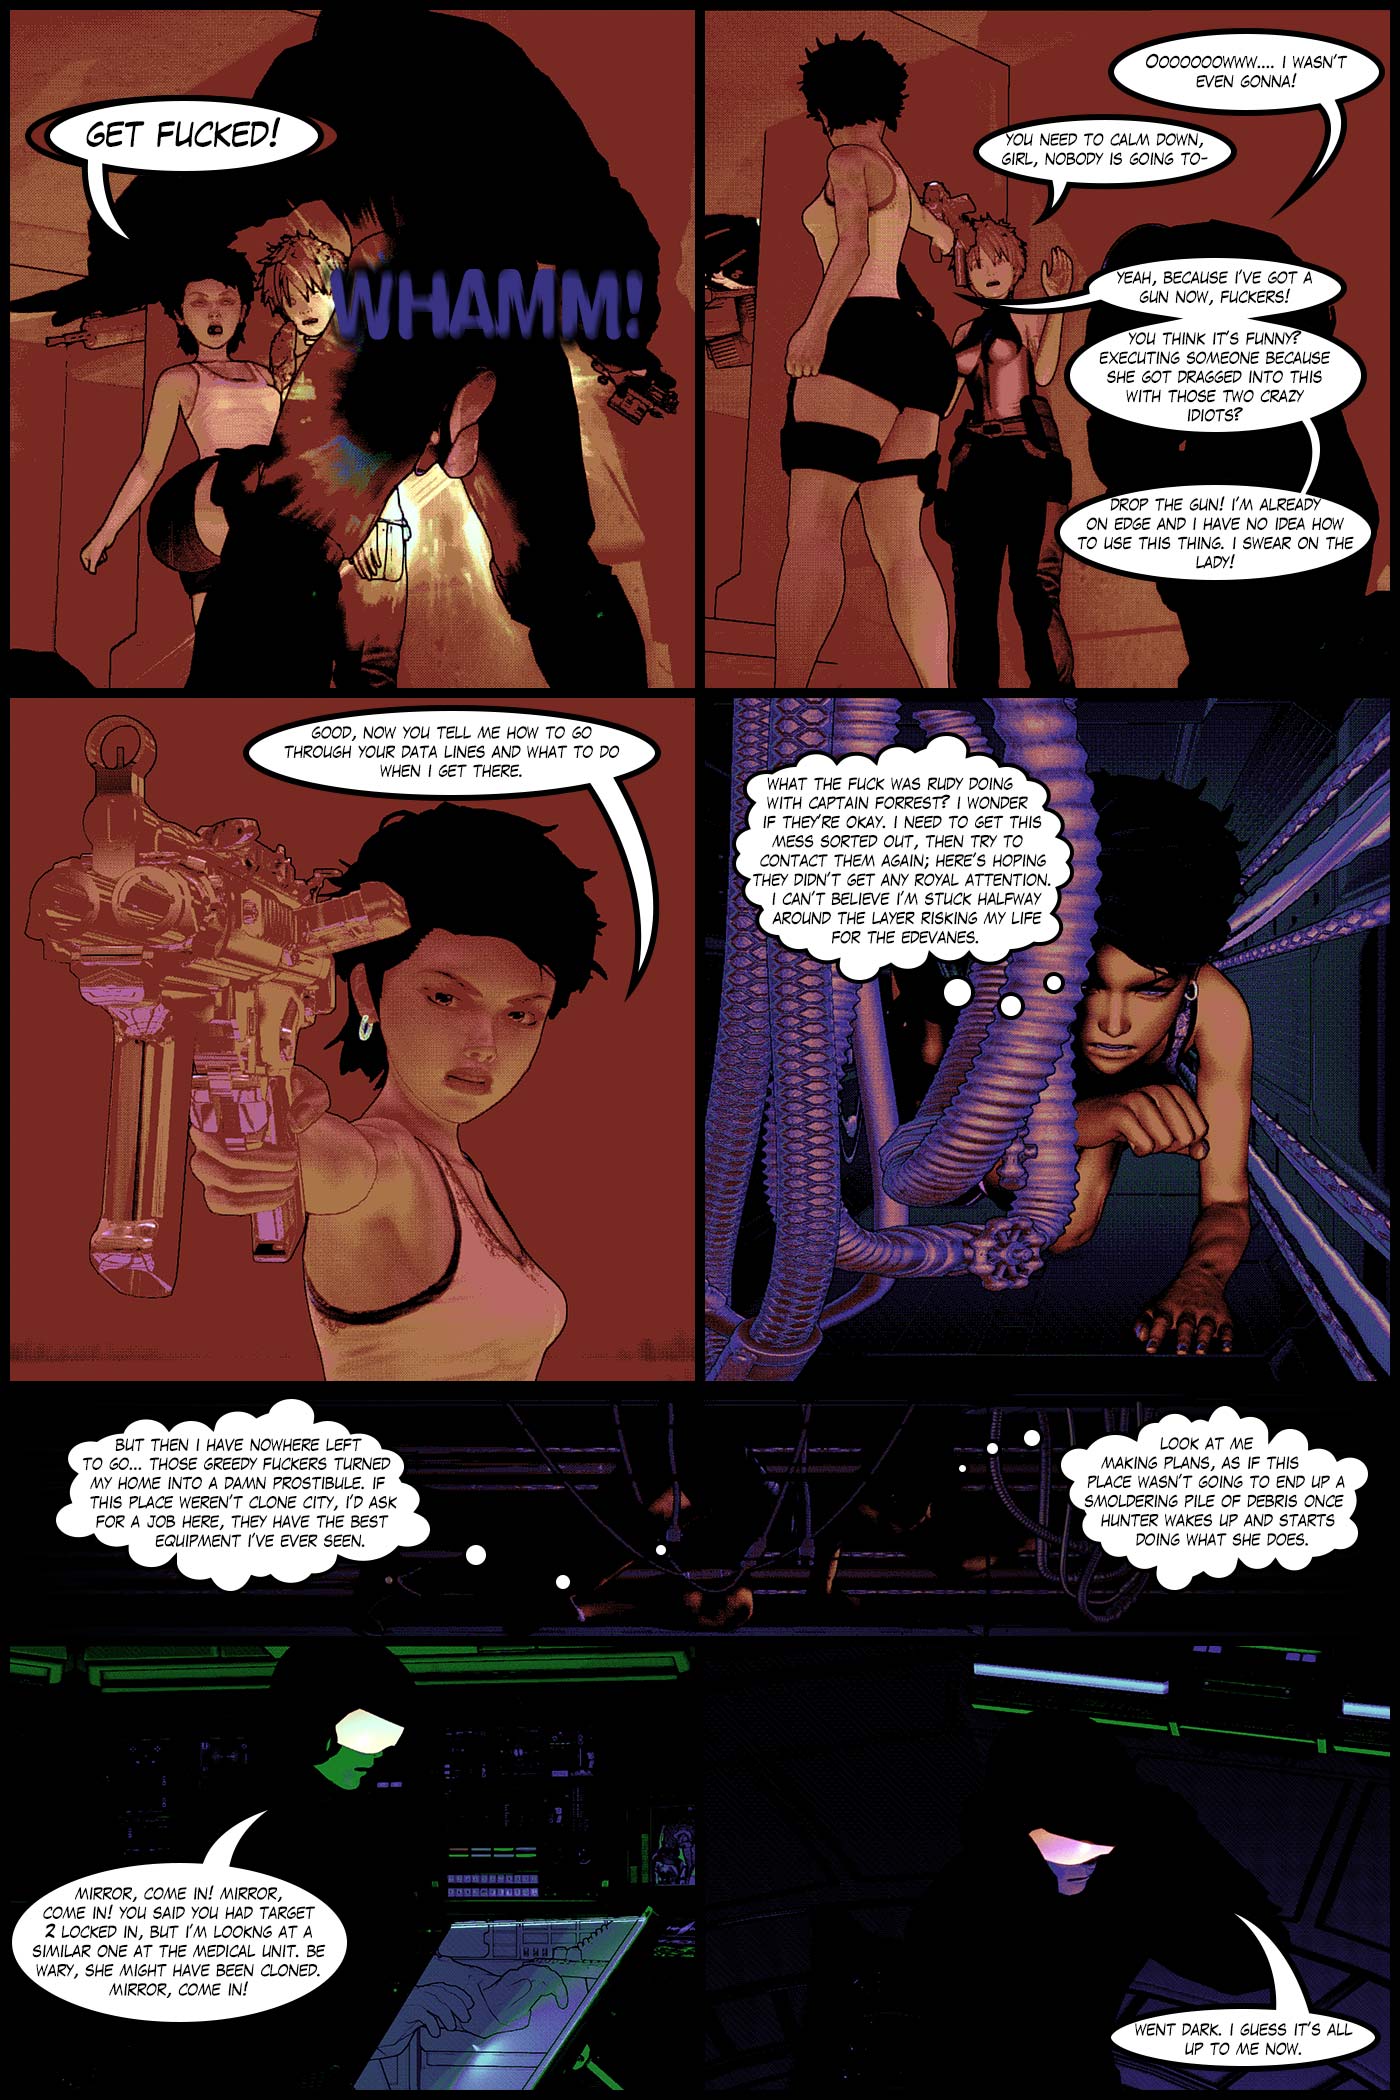 GET FUCKED!
WHAMM!
OOOOOOOWWW.... I WASN'T
EVEN GONNA!
YOU NEED TO CALM DOWN,
GIRL, NOBODY IS GOING TO-
YEAH, BECAUSE I'VE GOT A
GUN NOW, FUCKERS!
YOU THINK IT'S FUNNY?
EXECUTING SOMEONE BECAUSE
SHE GOT DRAGGED INTO THIS
WITH THOSE TWO CRAZY
IDIOTS?
DROP THE GUN! I'M ALREADY
ON EDGE AND I HAVE NO IDEA HOW
TO USE THIS THING. I SWEAR ON THE
LADY!
GOOD, NOW YOU TELL ME HOW TO GO
THROUGH YOUR DATA LINES AND WHAT TO DO
WHEN I GET THERE.
WHAT THE FUCK WAS RUDY DOING
WITH CAPTAIN FORREST? I WONDER
IF THEY'RE OKAY. I NEED TO GET THIS
MESS SORTED OUT, THEN TRY TO
CONTACT THEM AGAIN; HERE'S HOPING
THEY DIDN'T GET ANY ROYAL ATTENTION.
I CAN'T BELIEVE I'M STUCK HALFWAY
AROUND THE LAYER RISKING MY LIFE
FOR THE EDEVANES.
BUT THEN I HAVE NOWHERE LEFT
TO GO... THOSE GREEDY FUCKERS TURNED
MY HOME INTO A DAMN PROSTIBULE. IF
THIS PLACE WEREN'T CLONE CITY, I'D ASK
FOR A JOB HERE, THEY HAVE THE BEST
EQUIPMENT I'VE EVER SEEN.
LOOK AT ME
MAKING PLANS, AS IF THIS
PLACE WASN'T GOING TO END UP A
SMOLDERING PILE OF DEBRIS ONCE
HUNTER WAKES UP AND STARTS
DOING WHAT SHE DOES.
MIRROR, COME IN! MIRROR,
COME IN! YOU SAID YOU HAD TARGET
2 LOCKED IN, BUT I'M LOOKNG AT A
SIMILAR ONE AT THE MEDICAL UNIT. BE
WARY, SHE MIGHT HAVE BEEN CLONED.
MIRROR, COME IN!
WENT DARK. I GUESS IT'S ALL
UP TO ME NOW.